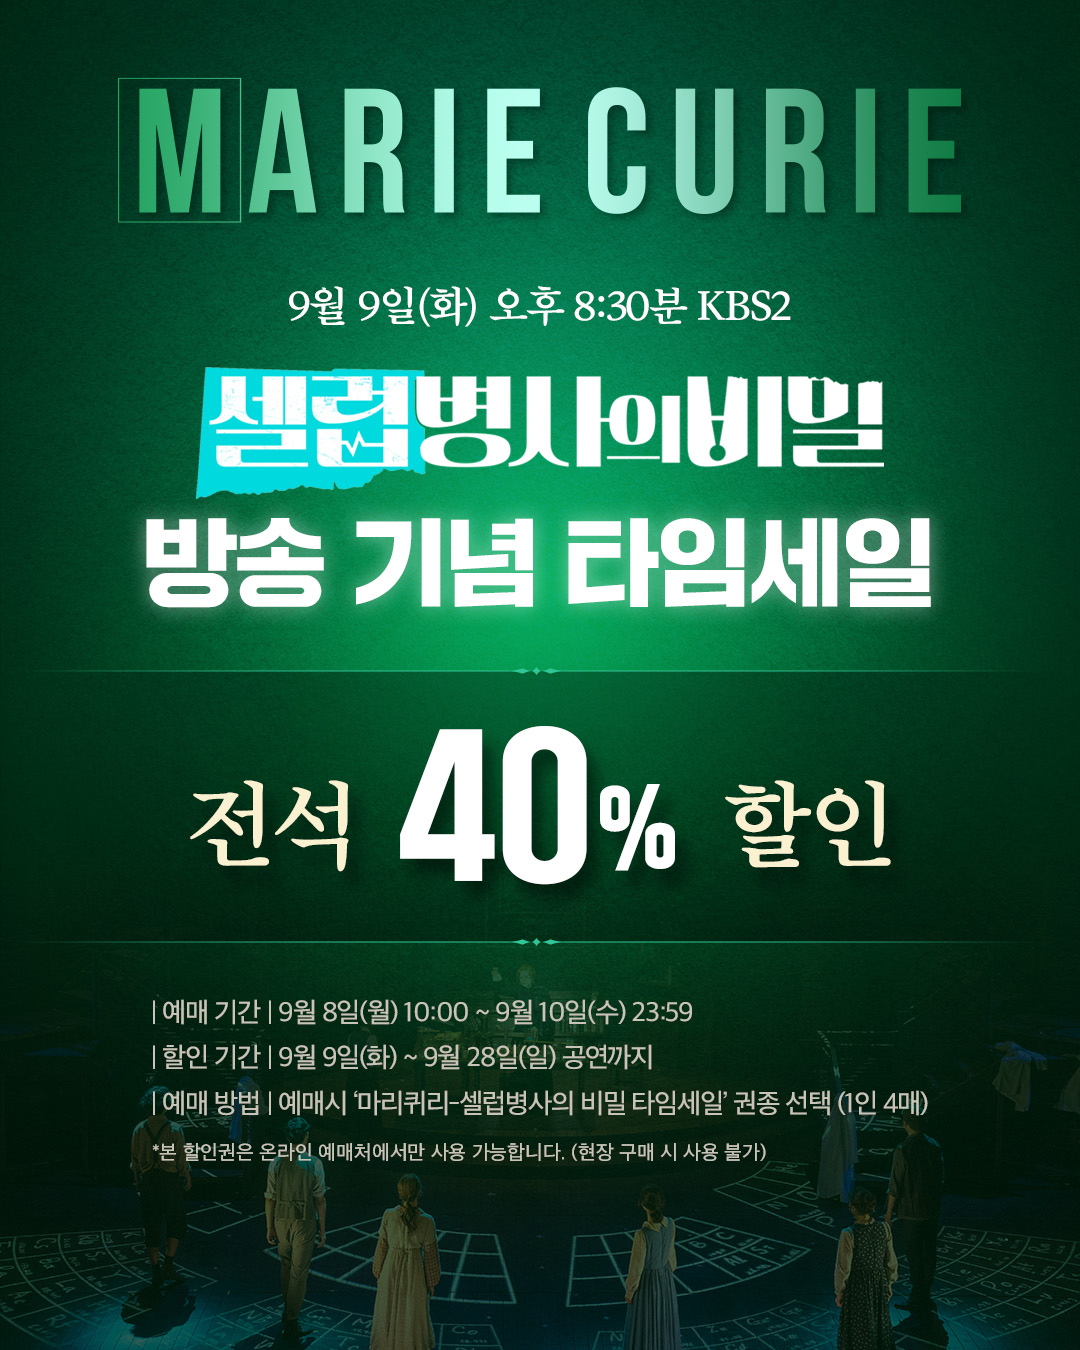 MARIE CURIE
9월 9일(화) 오후 8:30분 KBS2
셀럽병사의비밀
방송 기념 타임세일
전석 40% 할인
| 예매 기간 | 9월 8일(월) 10:00 ~ 9월 10일(수) 23:59
| 할인 기간 | 9월 9일(화) ~ 9월 28일(일) 공연까지
| 예매 방법 | 예매시 ‘마리퀴리-셀럽병사의 비밀 타임세일’ 권종 선택 (1인 4매)
*본 할인권은 온라인 예매처에서만 사용 가능합니다. (현장 구매 시 사용 불가)